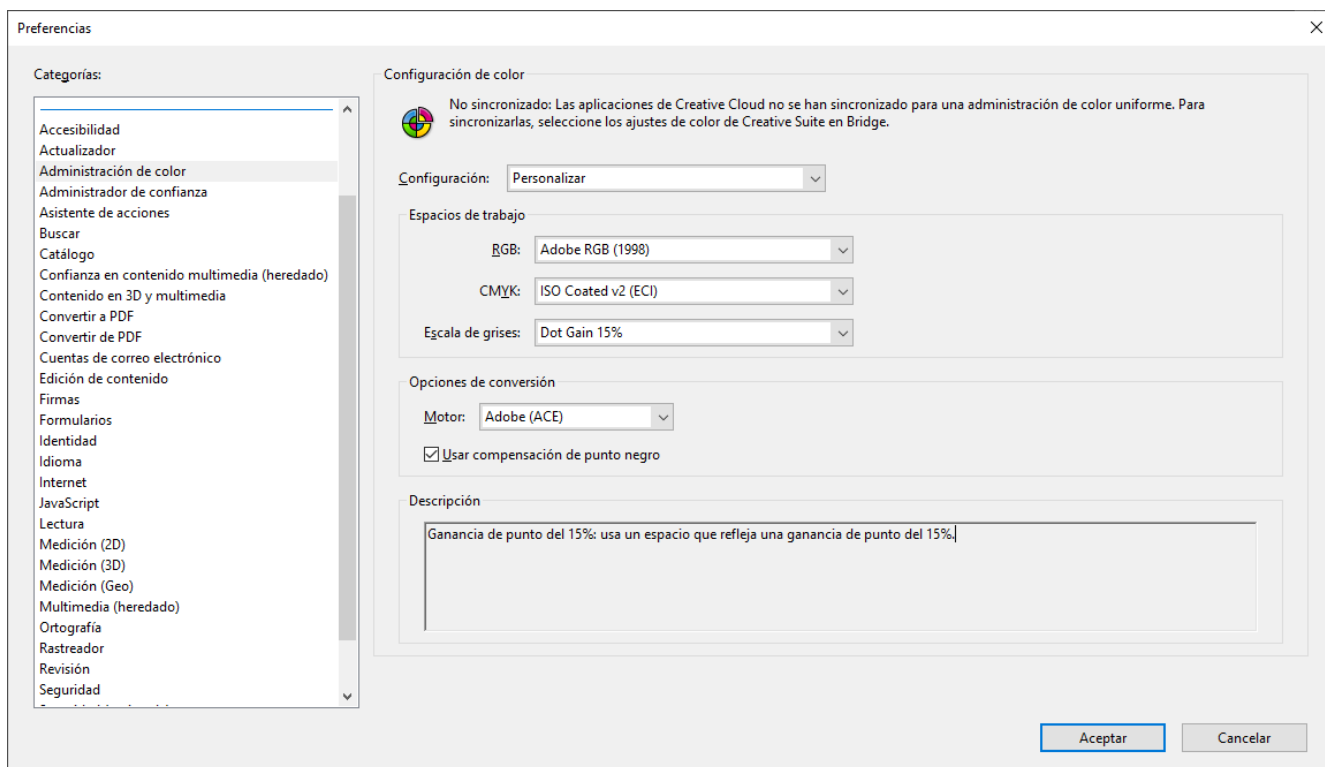 Preferencias
Categorías:
Accesibilidad
Actualizador
Administración de color
Administrador de confianza
Asistente de acciones
Buscar
Catálogo
Confianza en contenido multimedia (heredado)
Contenido en 3D y multimedia
Convertir a PDF
Convertir de PDF
Cuentas de correo electrónico
Edición de contenido
Firmas
Formularios
Identidad
Idioma
Internet
JavaScript
Lectura
Medición (2D)
Medición (3D)
Medición (Geo)
Multimedia (heredado)
Ortografía
Rastreador
Revisión
Seguridad
Configuración de color
No sincronizado: Las aplicaciones de Creative Cloud no se han sincronizado para una administración de color uniforme. Para
sincronizarlas, seleccione los ajustes de color de Creative Suite en Bridge.
Configuración: Personalizar
Espacios de trabajo
RGB: Adobe RGB (1998)
CMYK: ISO Coated v2 (ECI)
Escala de grises: Dot Gain 15%
Opciones de conversión
Motor: Adobe (ACE)
Usar compensación de punto negro
Descripción
Ganancia de punto del 15%: usa un espacio que refleja una ganancia de punto del 15%.
Aceptar Cancelar